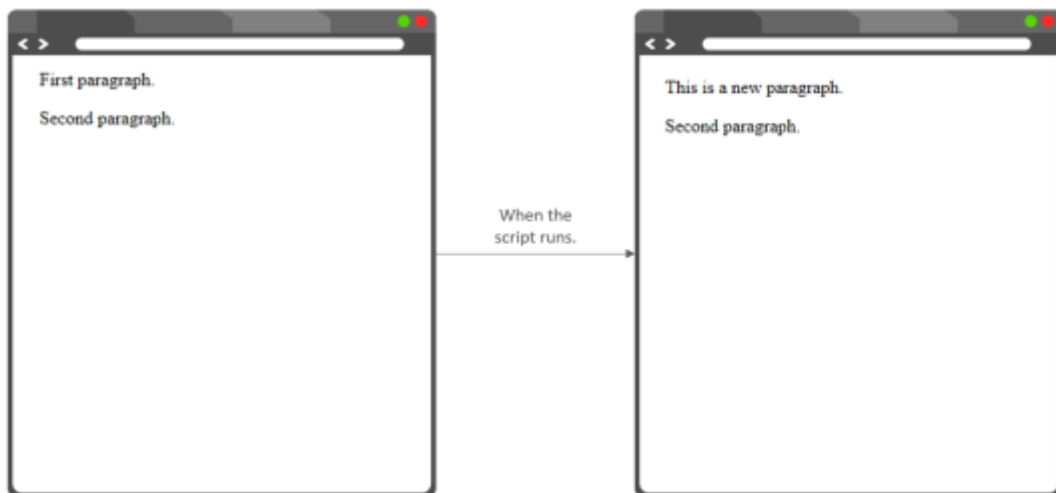 First paragraph.
Second paragraph.
When the
script runs.
This is a new paragraph.
Second paragraph.